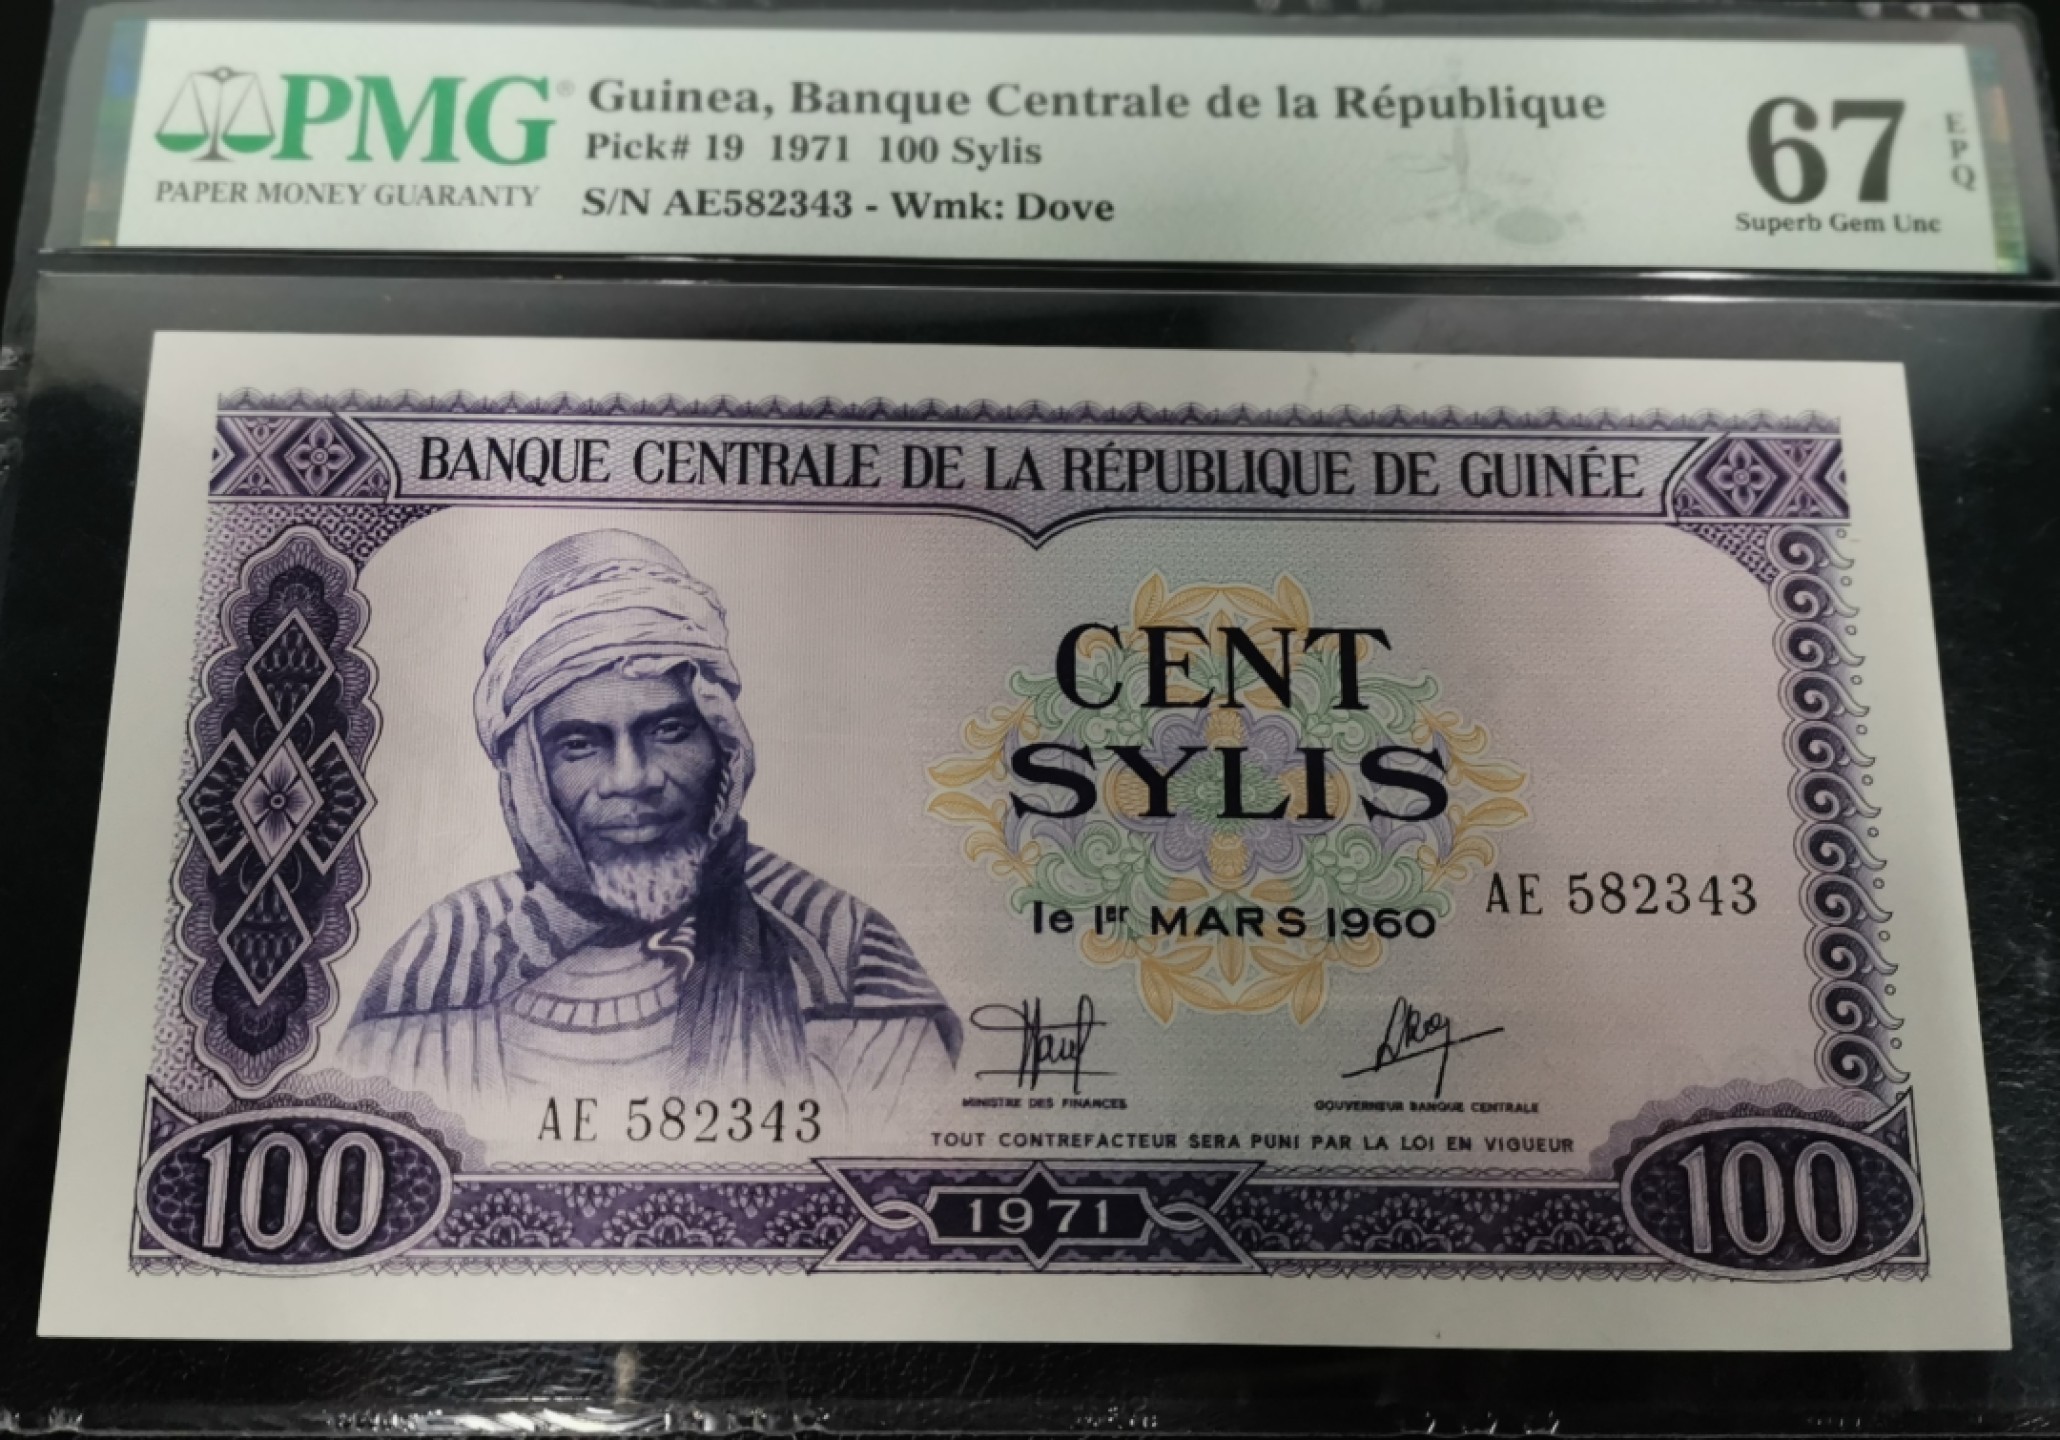 PMG®
PAPER MONEY GUARANTY
Guinea, Banque Centrale de la République
Pick# 19 1971 100 Sylis
S/N AE582343 - Wmk: Dove
67
EPQ
Superb Gem Unc
BANQUE CENTRALE DE LA RÉPUBLIQUE DE GUINÉE
CENT
SYLIS
AE 582343
le 1er MARS 1960
MINISTRE DES FINANCES
GOUVERNEUR BANQUE CENTRALE
AE 582343
TOUT CONTREFACTEUR SERA PUNI PAR LA LOI EN VIGUEUR
100
1971
100